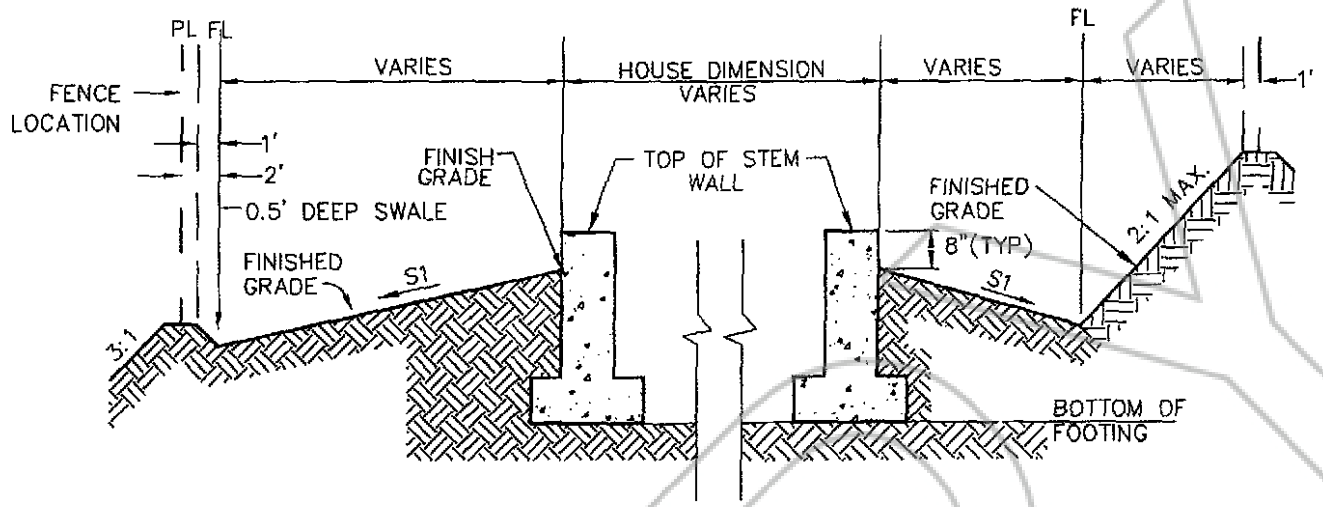 PL FL
FL
VARIES
HOUSE DIMENSION
VARIES
VARIES
VARIES
1'
FENCE
LOCATION
1'
2'
0.5' DEEP SWALE
FINISH
GRADE
TOP OF STEM
WALL
FINISHED
GRADE
2:1 MAX.
8"(TYP)
FINISHED
GRADE
S1
S1
3:1
BOTTOM OF
FOOTING